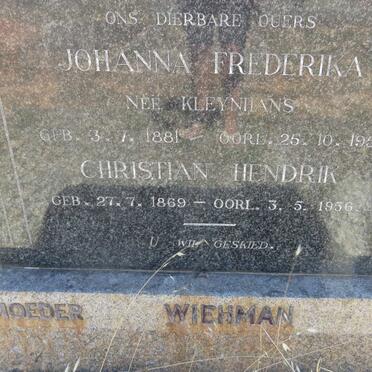 ONS DIERBARE OUERS
JOHANNA FREDERIKA
NÉE KLEYNHANS
GEB. 3. 7. 1881 — OORL. 25. 10. 19
CHRISTIAN HENDRIK
GEB. 27. 7. 1869 — OORL. 3. 5. 1956.
U WIL GESKIED.
MOEDER WIEHMAN